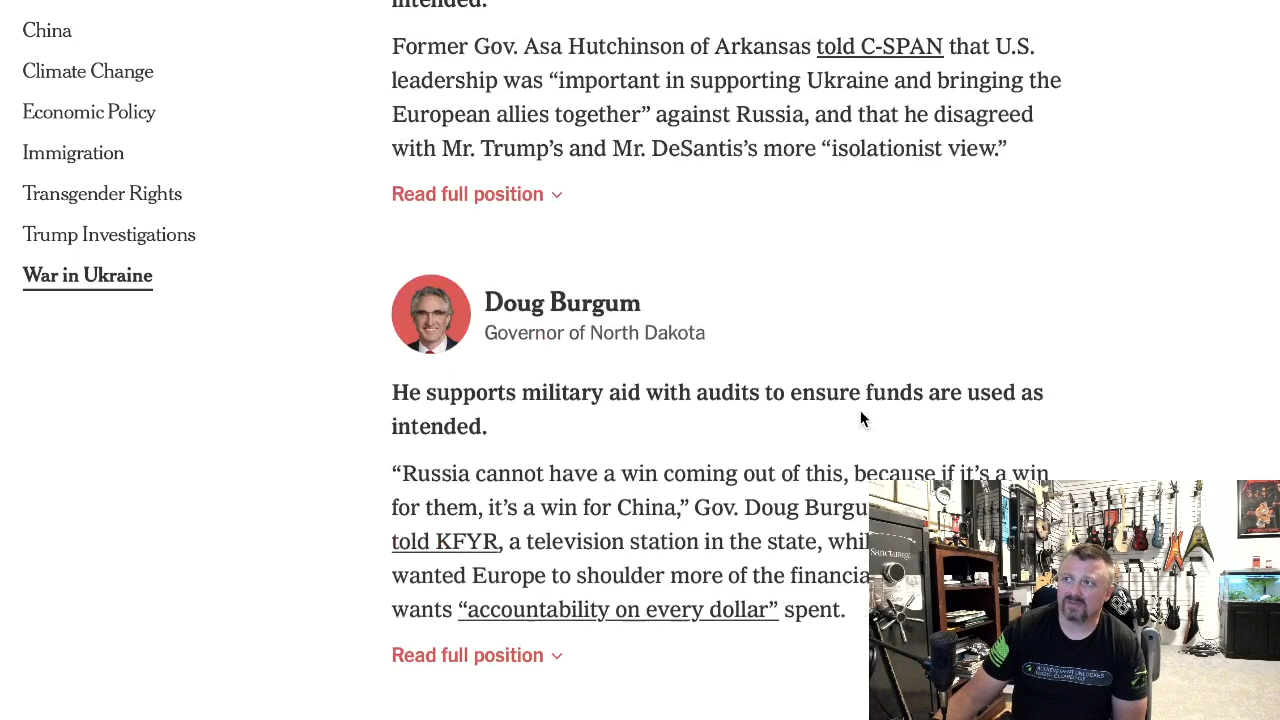 China
Climate Change
Economic Policy
Immigration
Transgender Rights
Trump Investigations
War in Ukraine
intended.
Former Gov. Asa Hutchinson of Arkansas told C-SPAN that U.S.
leadership was “important in supporting Ukraine and bringing the
European allies together” against Russia, and that he disagreed
with Mr. Trump’s and Mr. DeSantis’s more “isolationist view.”
Read full position
Doug Burgum
Governor of North Dakota
He supports military aid with audits to ensure funds are used as
intended.
“Russia cannot have a win coming out of this, because if it’s a win
for them, it’s a win for China,” Gov. Doug Burgu
told KFYR, a television station in the state, whil
wanted Europe to shoulder more of the financia
wants “accountability on every dollar” spent.
Read full position
Sanctuary
ACHIEVEMENT UNLOCKED